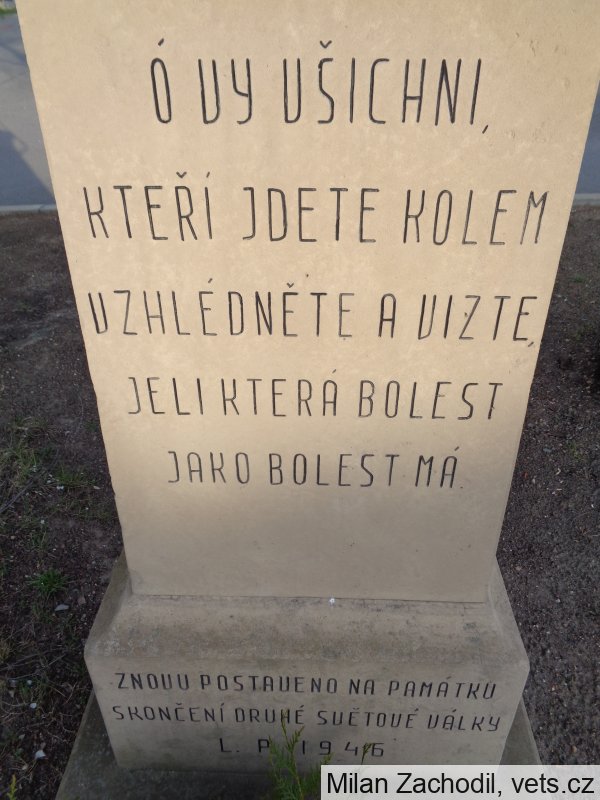 Ó VY VŠICHNI,
KTEŘÍ JDETE KOLEM
VZHLÉDNĚTE A VIZTE,
JELI KTERÁ BOLEST
JAKO BOLEST MÁ.
ZNOVU POSTAVENO NA PAMÁTKU
SKONČENÍ DRUHÉ SVĚTOVÉ VÁLKY
L. P. 1946
Milan Zachodil, vets.cz